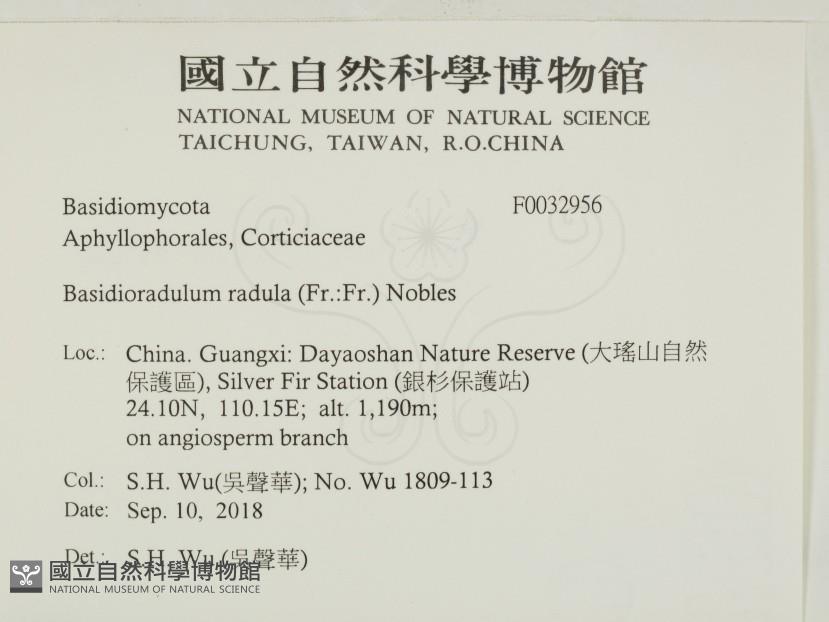 國立自然科學博物館
NATIONAL MUSEUM OF NATURAL SCIENCE
TAICHUNG, TAIWAN, R.O.CHINA
Basidiomycota F0032956
Aphyllophorales, Corticiaceae
Basidioradulum radula (Fr.:Fr.) Nobles
Loc.: China. Guangxi: Dayaoshan Nature Reserve (大瑤山自然
保護區), Silver Fir Station (銀杉保護站)
24.10N, 110.15E; alt. 1,190m;
on angiosperm branch
Col.: S.H. Wu(吳聲華); No. Wu 1809-113
Date: Sep. 10, 2018
Det.: S.H. Wu (吳聲華)
國立自然科學博物館
NATIONAL MUSEUM OF NATURAL SCIENCE